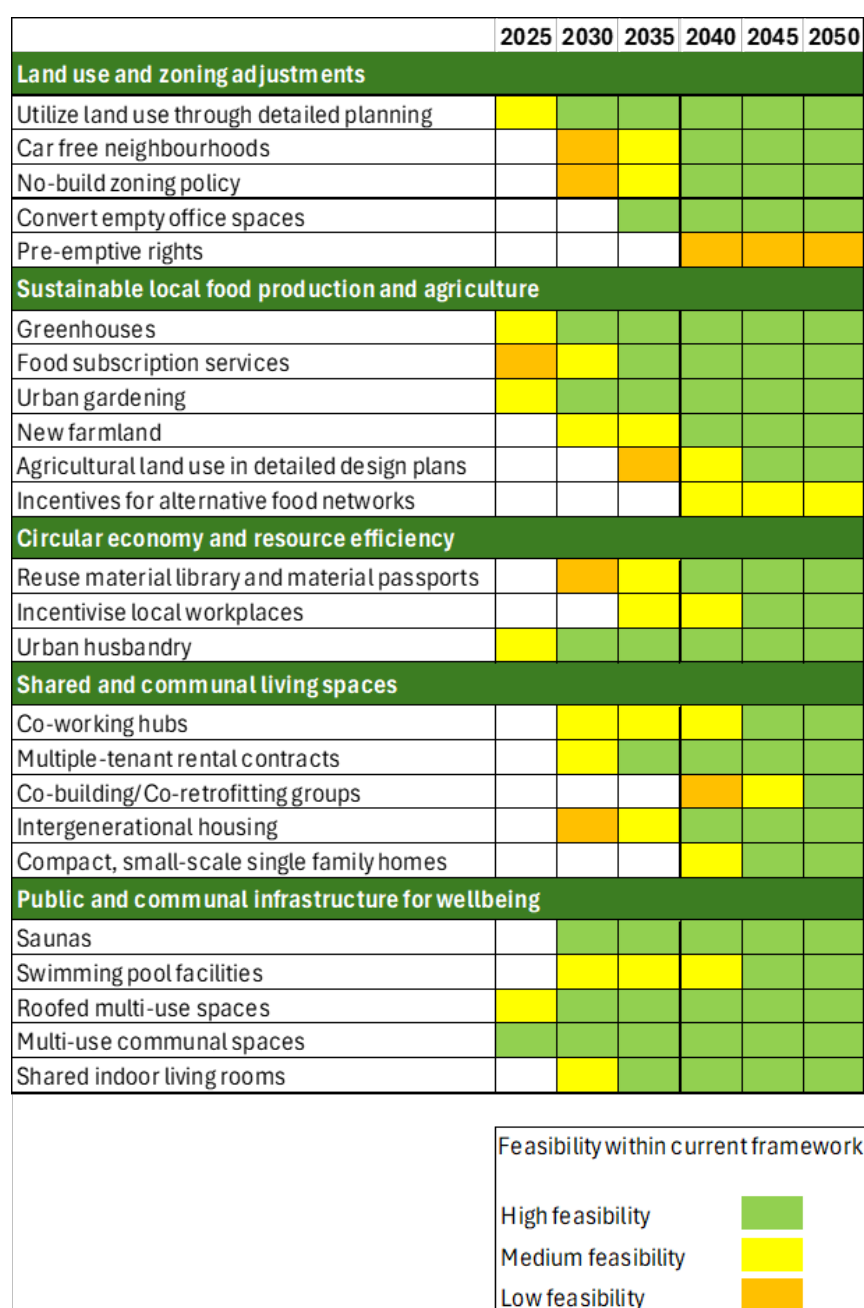 2025 2030 2035 2040 2045 2050
Land use and zoning adjustments
Utilize land use through detailed planning
Car free neighbourhoods
No-build zoning policy
Convert empty office spaces
Pre-emptive rights
Sustainable local food production and agriculture
Greenhouses
Food subscription services
Urban gardening
New farmland
Agricultural land use in detailed design plans
Incentives for alternative food networks
Circular economy and resource efficiency
Reuse material library and material passports
Incentivise local workplaces
Urban husbandry
Shared and communal living spaces
Co-working hubs
Multiple-tenant rental contracts
Co-building/Co-retrofitting groups
Intergenerational housing
Compact, small-scale single family homes
Public and communal infrastructure for wellbeing
Saunas
Swimming pool facilities
Roofed multi-use spaces
Multi-use communal spaces
Shared indoor living rooms
Feasibility within current framework
High feasibility
Medium feasibility
Low feasibility